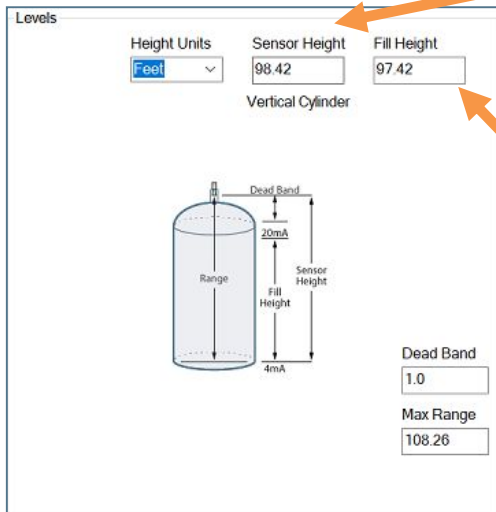 Levels
Height Units Sensor Height Fill Height
Feet 98.42 97.42
Vertical Cylinder
Dead Band
20mA
Range
Sensor
Height
Fill
Height
4mA
Dead Band
1.0
Max Range
108.26